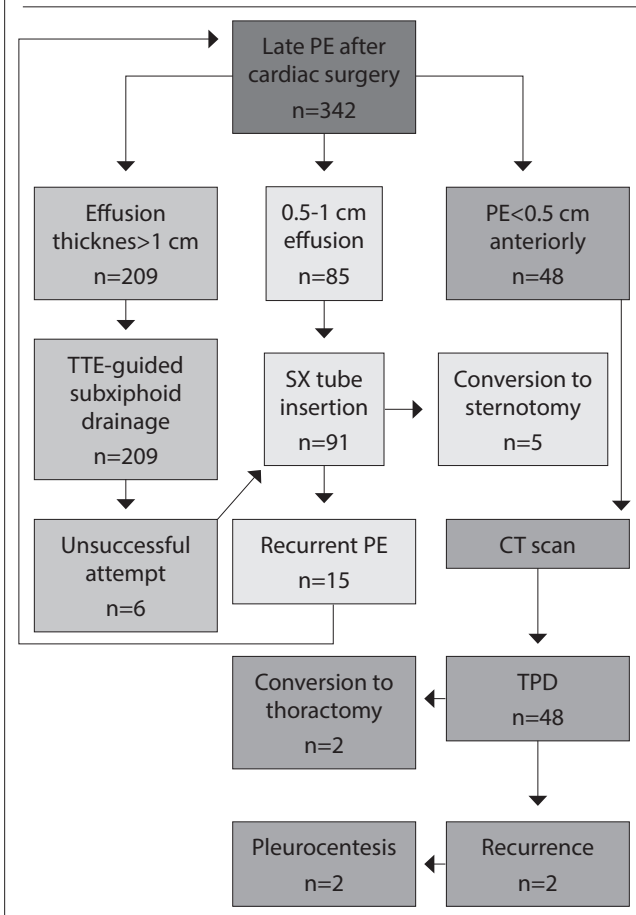 Late PE after
cardiac surgery
n=342
Effusion
thicknes>1 cm
n=209
0.5-1 cm
effusion
n=85
PE<0.5 cm
anteriorly
n=48
TTE-guided
subxiphoid
drainage
n=209
SX tube
insertion
n=91
Conversion to
sternotomy
n=5
Unsuccessful
attempt
n=6
Recurrent PE
n=15
CT scan
Conversion to
thoractomy
n=2
TPD
n=48
Pleurocentesis
n=2
Recurrence
n=2